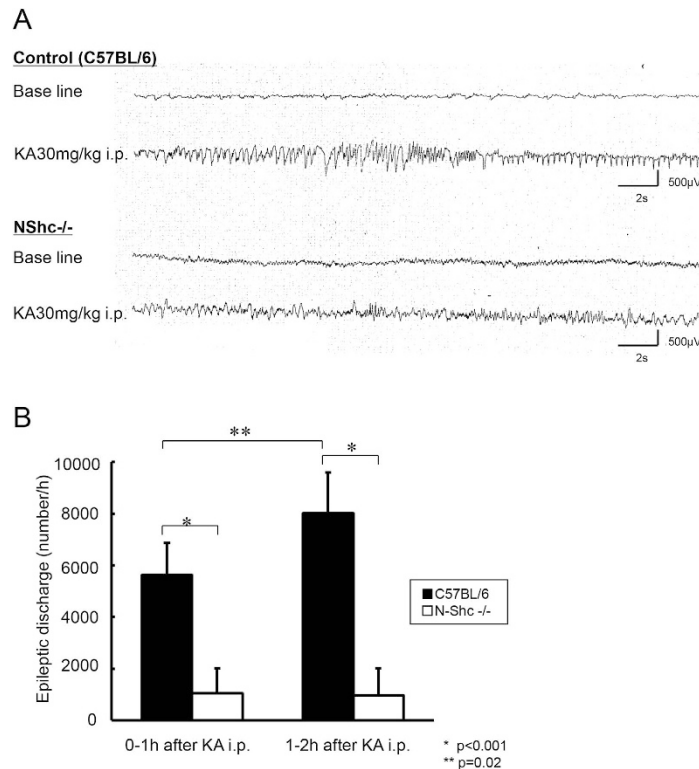 A
Control (C57BL/6)
Base line
KA30mg/kg i.p.
500µV
2s
NShc-/-
Base line
KA30mg/kg i.p.
500µV
2s
B
**
*
*
10000
8000
6000
4000
2000
0
Epileptic discharge (number/h)
C57BL/6
N-Shc -/-
0-1h after KA i.p.
1-2h after KA i.p.
* p<0.001
** p=0.02